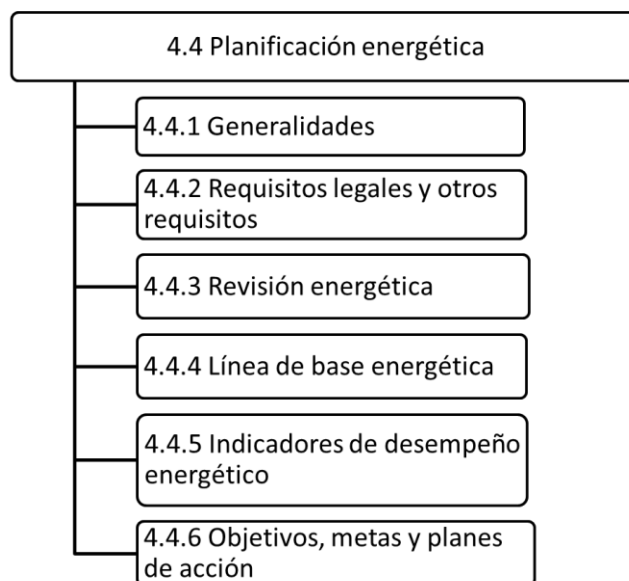 4.4 Planificación energética
4.4.1 Generalidades
4.4.2 Requisitos legales y otros
requisitos
4.4.3 Revisión energética
4.4.4 Línea de base energética
4.4.5 Indicadores de desempeño
energético
4.4.6 Objetivos, metas y planes
de acción